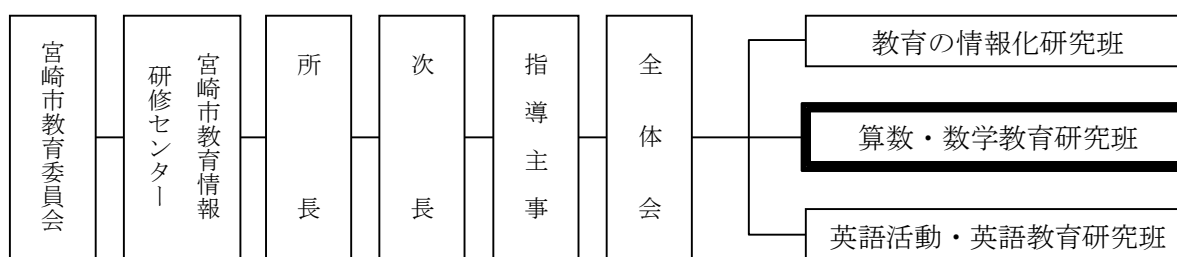 宮崎市教育委員会
宮崎市教育情報
研修センター
所長
次長
指導主事
全体会
教育の情報化研究班
算数・数学教育研究班
英語活動・英語教育研究班